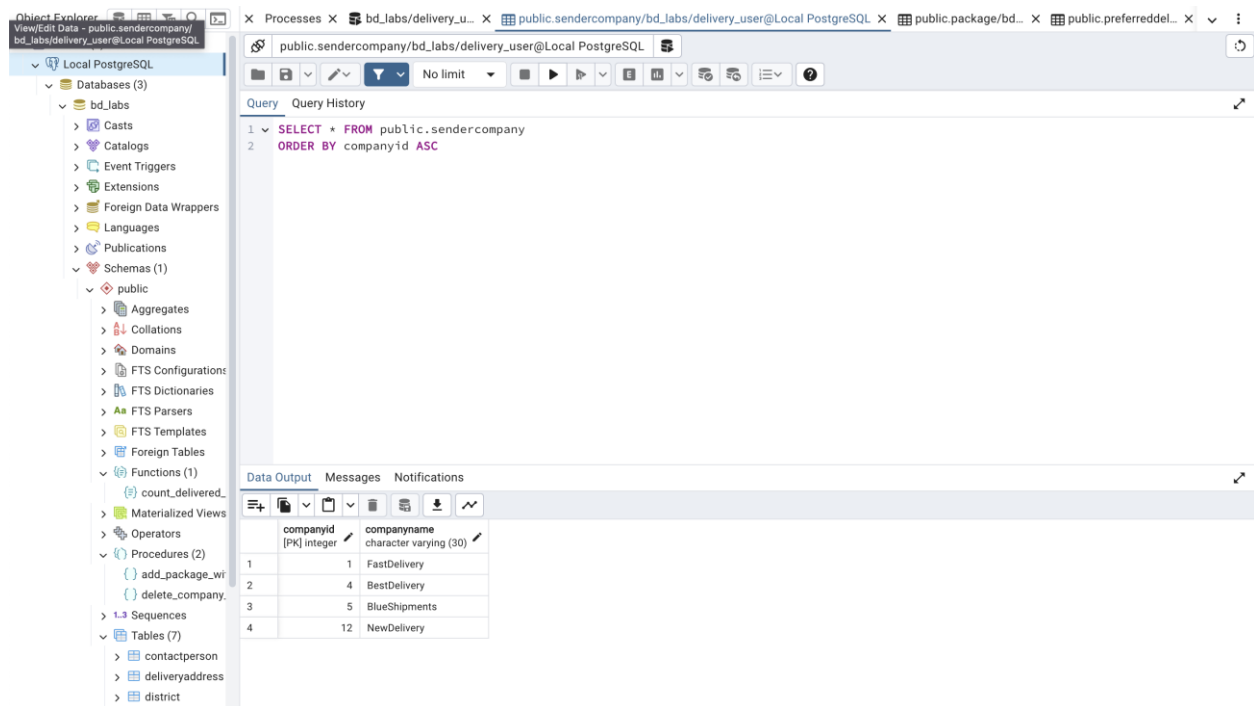 Object Explorer
View/Edit Data - public.sendercompany/
bd_labs/delivery_user@Local PostgreSQL
Local PostgreSQL
Databases (3)
bd_labs
Casts
Catalogs
Event Triggers
Extensions
Foreign Data Wrappers
Languages
Publications
Schemas (1)
public
Aggregates
Collations
Domains
FTS Configurations
FTS Dictionaries
Aa FTS Parsers
FTS Templates
Foreign Tables
Functions (1)
count_delivered_
Materialized Views
Operators
Procedures (2)
add_package_wi
delete_company_
1..3 Sequences
Tables (7)
contactperson
deliveryaddress
district
Processes bd_labs/delivery_u... public.sendercompany/bd_labs/delivery_user@Local PostgreSQL public.package/bd... public.preferreddel...
public.sendercompany/bd_labs/delivery_user@Local PostgreSQL
No limit E
Query Query History
1 SELECT * FROM public.sendercompany
2 ORDER BY companyid ASC
Data Output Messages Notifications
companyid companyname
[PK] integer character varying (30)
1 1 FastDelivery
2 4 BestDelivery
3 5 BlueShipments
4 12 NewDelivery